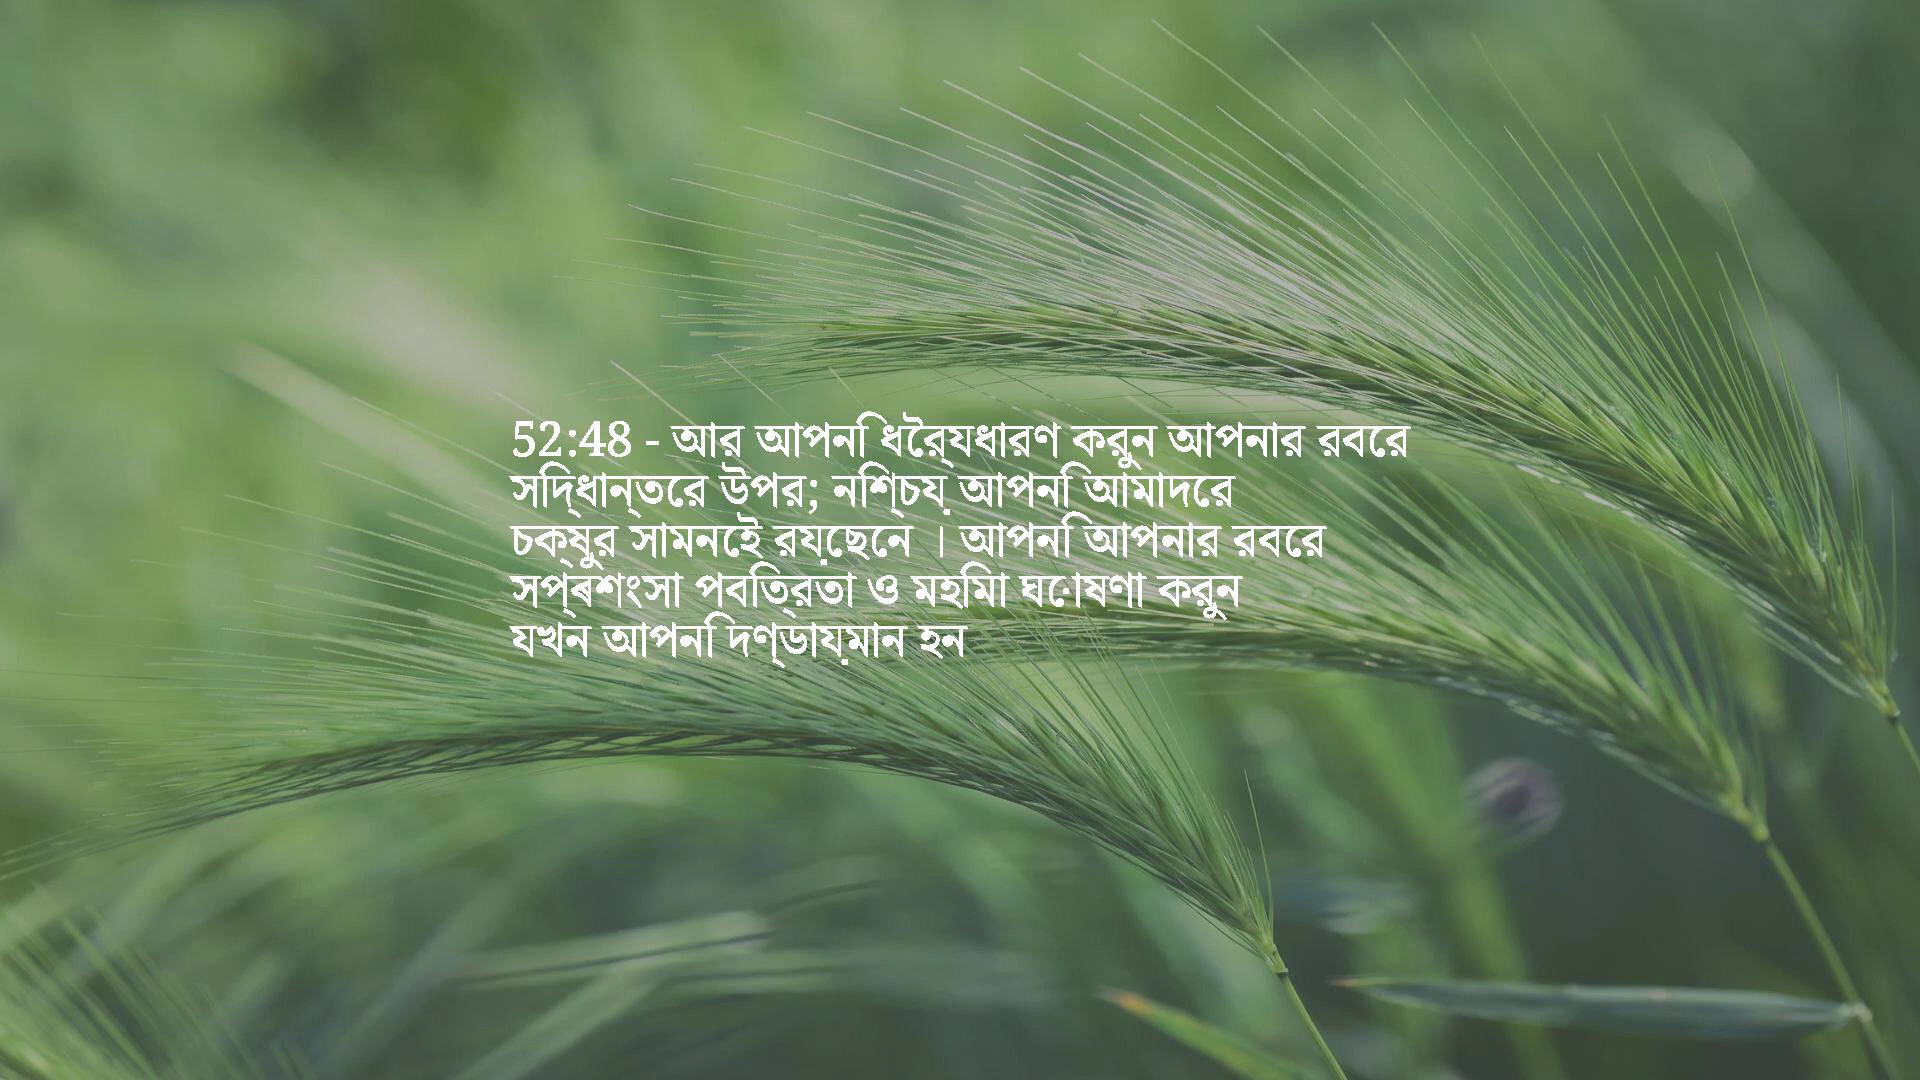 52:48 - আর আপনি ধৈর্যধারণ করুন আপনার রবের
সিদ্ধান্তের উপর; নিশ্চয় আপনি আমাদের
চক্ষুর সামনেই রয়েছেন । আপনি আপনার রবের
সপ্রশংসা পবিত্রতা ও মহিমা ঘোষণা করুন
যখন আপনি দণ্ডায়মান হন